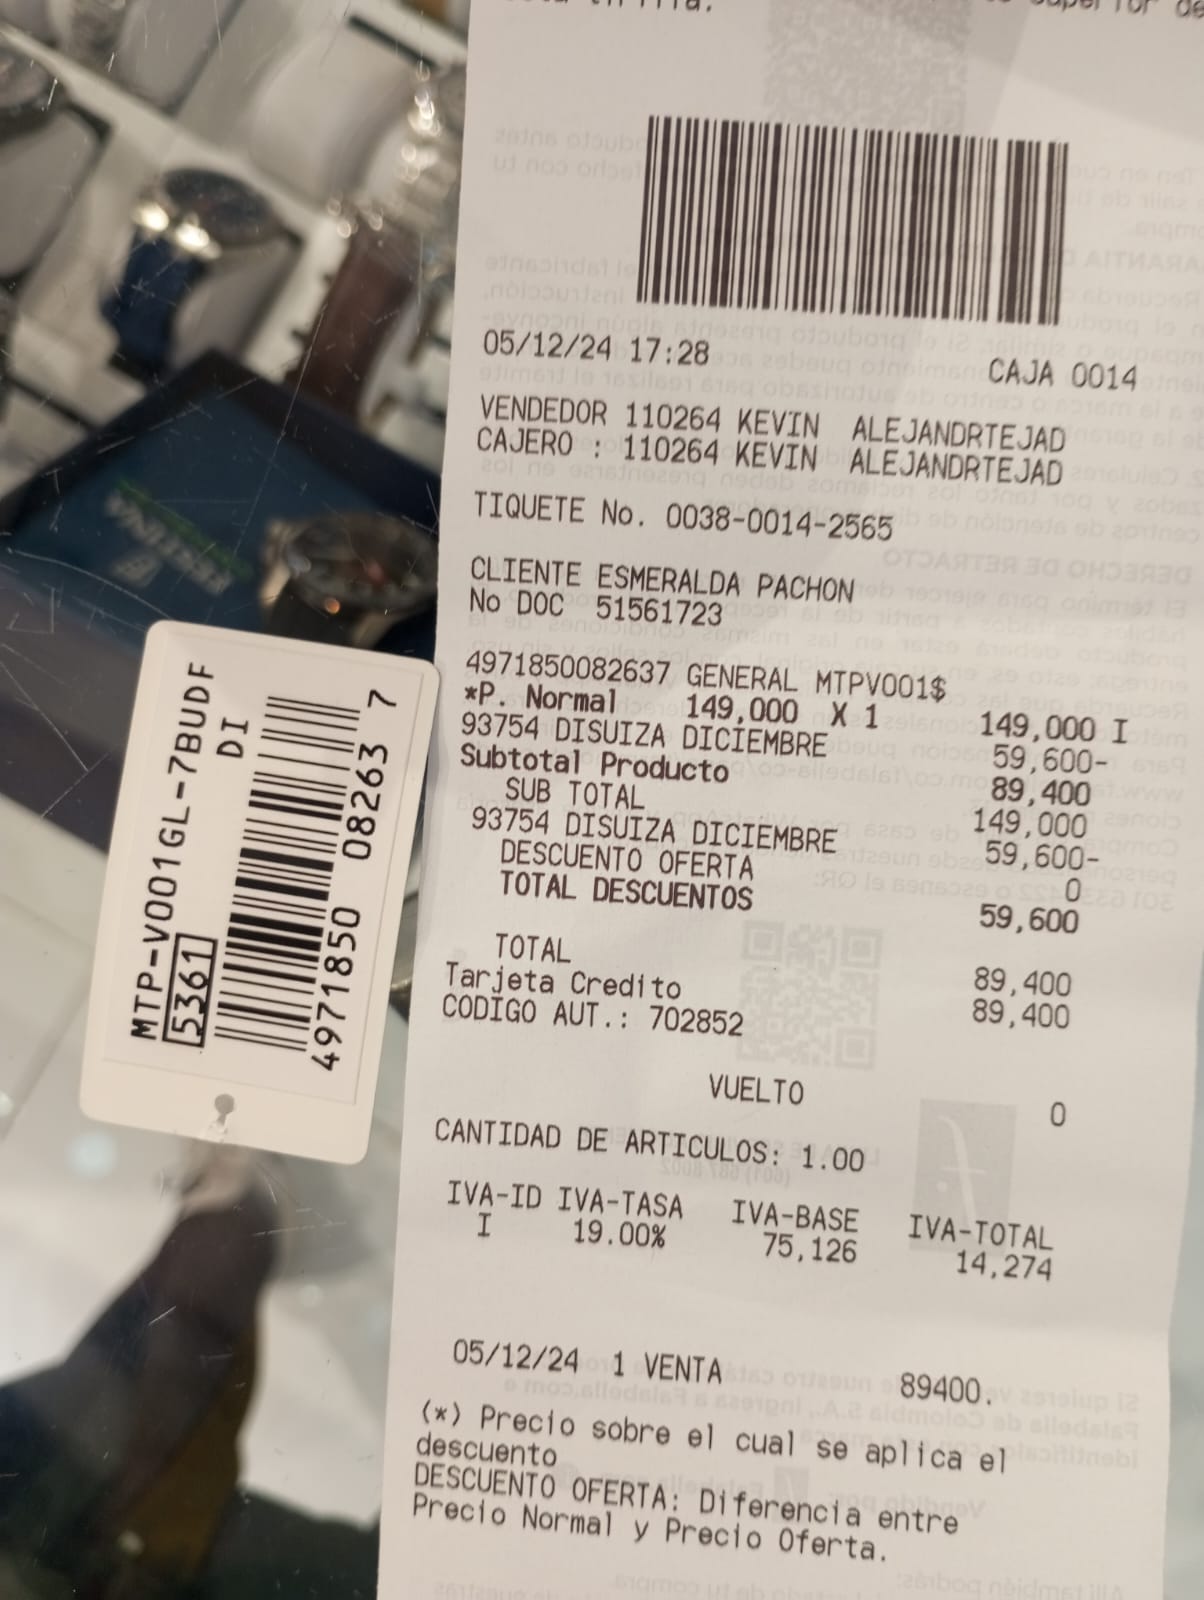 05/12/24 17:28 CAJA 0014
VENDEDOR 110264 KEVIN ALEJANDRTEJAD
CAJERO : 110264 KEVIN ALEJANDRTEJAD
TIQUETE No. 0038-0014-2565
CLIENTE ESMERALDA PACHON
No DOC 51561723
4971850082637 GENERAL MTPV001$
*P. Normal 149,000 X 1 149,000 I
93754 DISUIZA DICIEMBRE 59,600-
Subtotal Producto 89,400
SUB TOTAL 149,000
93754 DISUIZA DICIEMBRE 59,600-
DESCUENTO OFERTA 0
TOTAL DESCUENTOS 59,600
TOTAL 89,400
Tarjeta Credito 89,400
CODIGO AUT.: 702852
VUELTO 0
CANTIDAD DE ARTICULOS: 1.00
IVA-ID IVA-TASA IVA-BASE IVA-TOTAL
I 19.00% 75,126 14,274
05/12/24 1 VENTA 89400.
(*) Precio sobre el cual se aplica el
descuento
DESCUENTO OFERTA: Diferencia entre
Precio Normal y Precio Oferta.
MTP-V001GL-7BUDF
5361 DI
4971850 08263 7
FESTINA